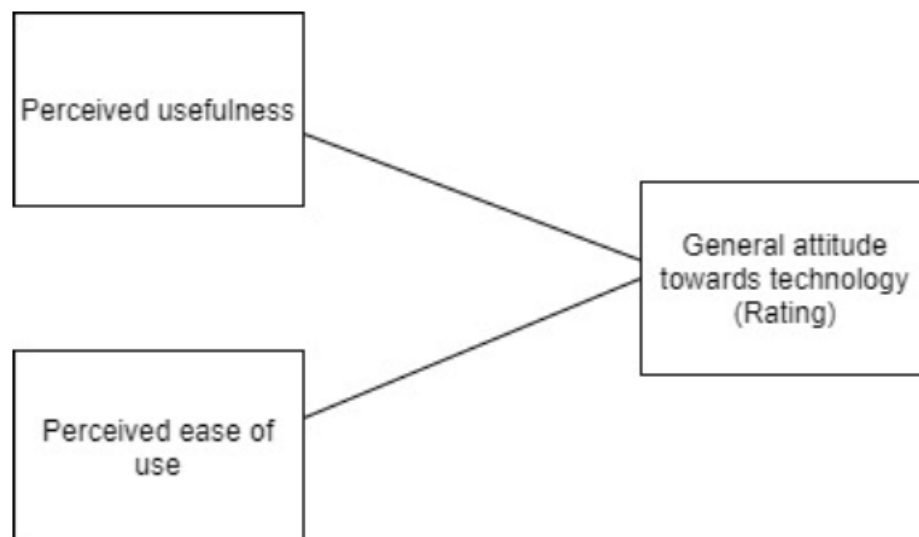 Perceived usefulness
General attitude
towards technology
(Rating)
Perceived ease of
use